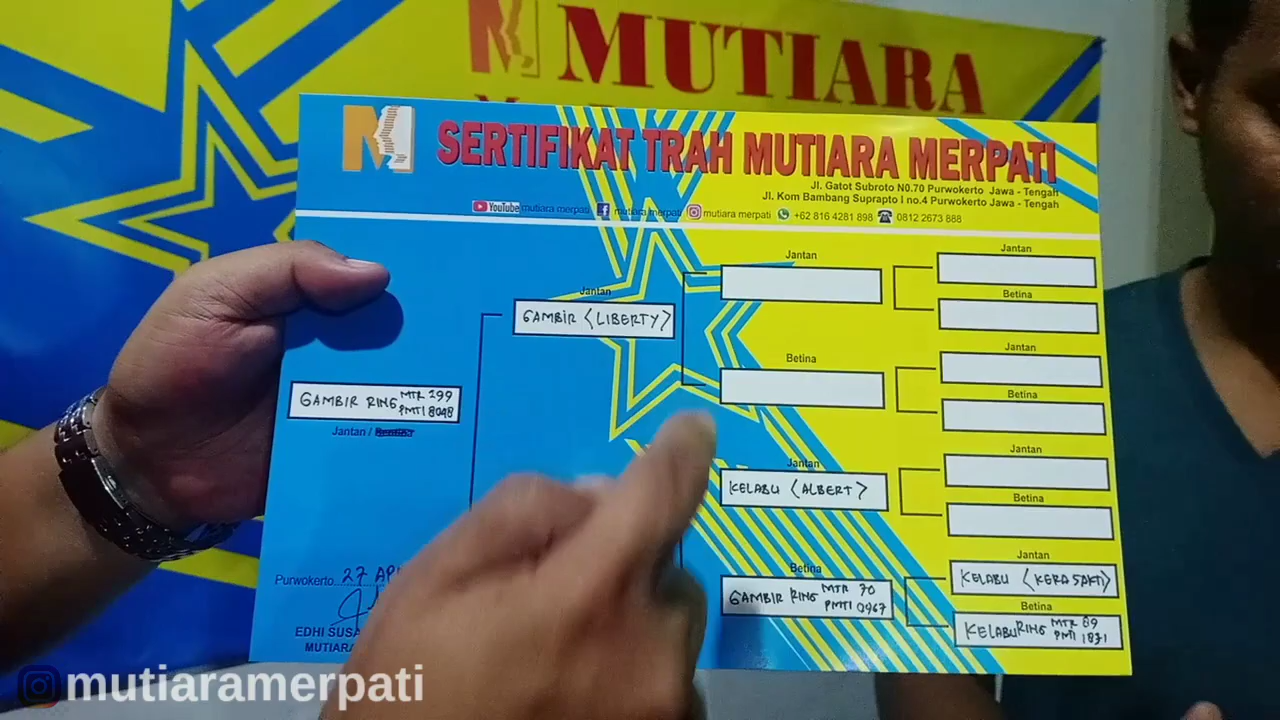 MUTIARA
SERTIFIKAT TRAH MUTIARA MERPATI
Jl. Gatot Subroto N0.70 Purwokerto Jawa - Tengah
Jl. Kom Bambang Suprapto I no.4 Purwokerto Jawa - Tengah
YouTube mutiara merpati mutiara merpati mutiara merpati +62 816 4281 898 0812 2673 888
Jantan
GAMBIR RING MTR 299
PMTI 8048
Jantan /
Jantan
GAMBIR <LIBERTY>
Jantan
Betina
Jantan
KELABU <ALBERT>
Betina
GAMBIR RING MTR 70
PMTI 0967
Jantan
Betina
Jantan
Betina
Jantan
Betina
Jantan
KELABU <KERA SAKTI>
Betina
KELABU RING MTR 89
PMTI 1871
Purwokerto, 27
EDHI
MUTIARA
mutiaramerpati